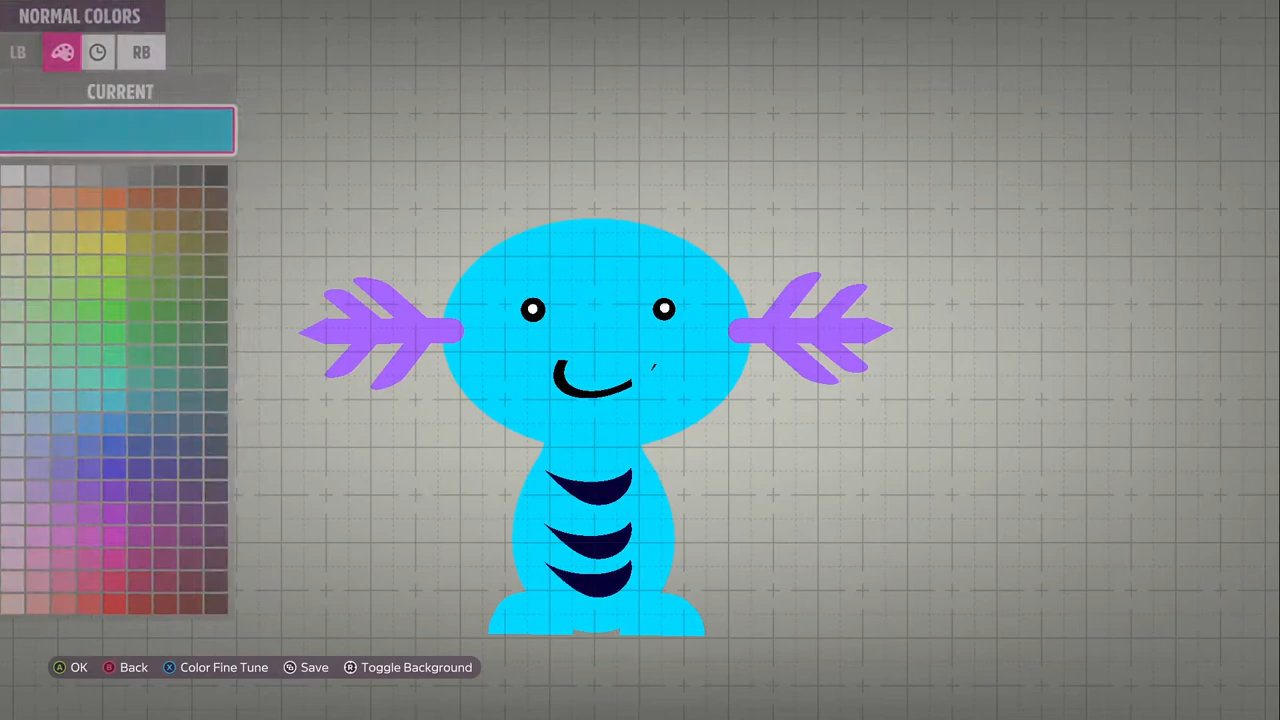 NORMAL COLORS
LB RB
CURRENT
OK Back Color Fine Tune Save Toggle Background